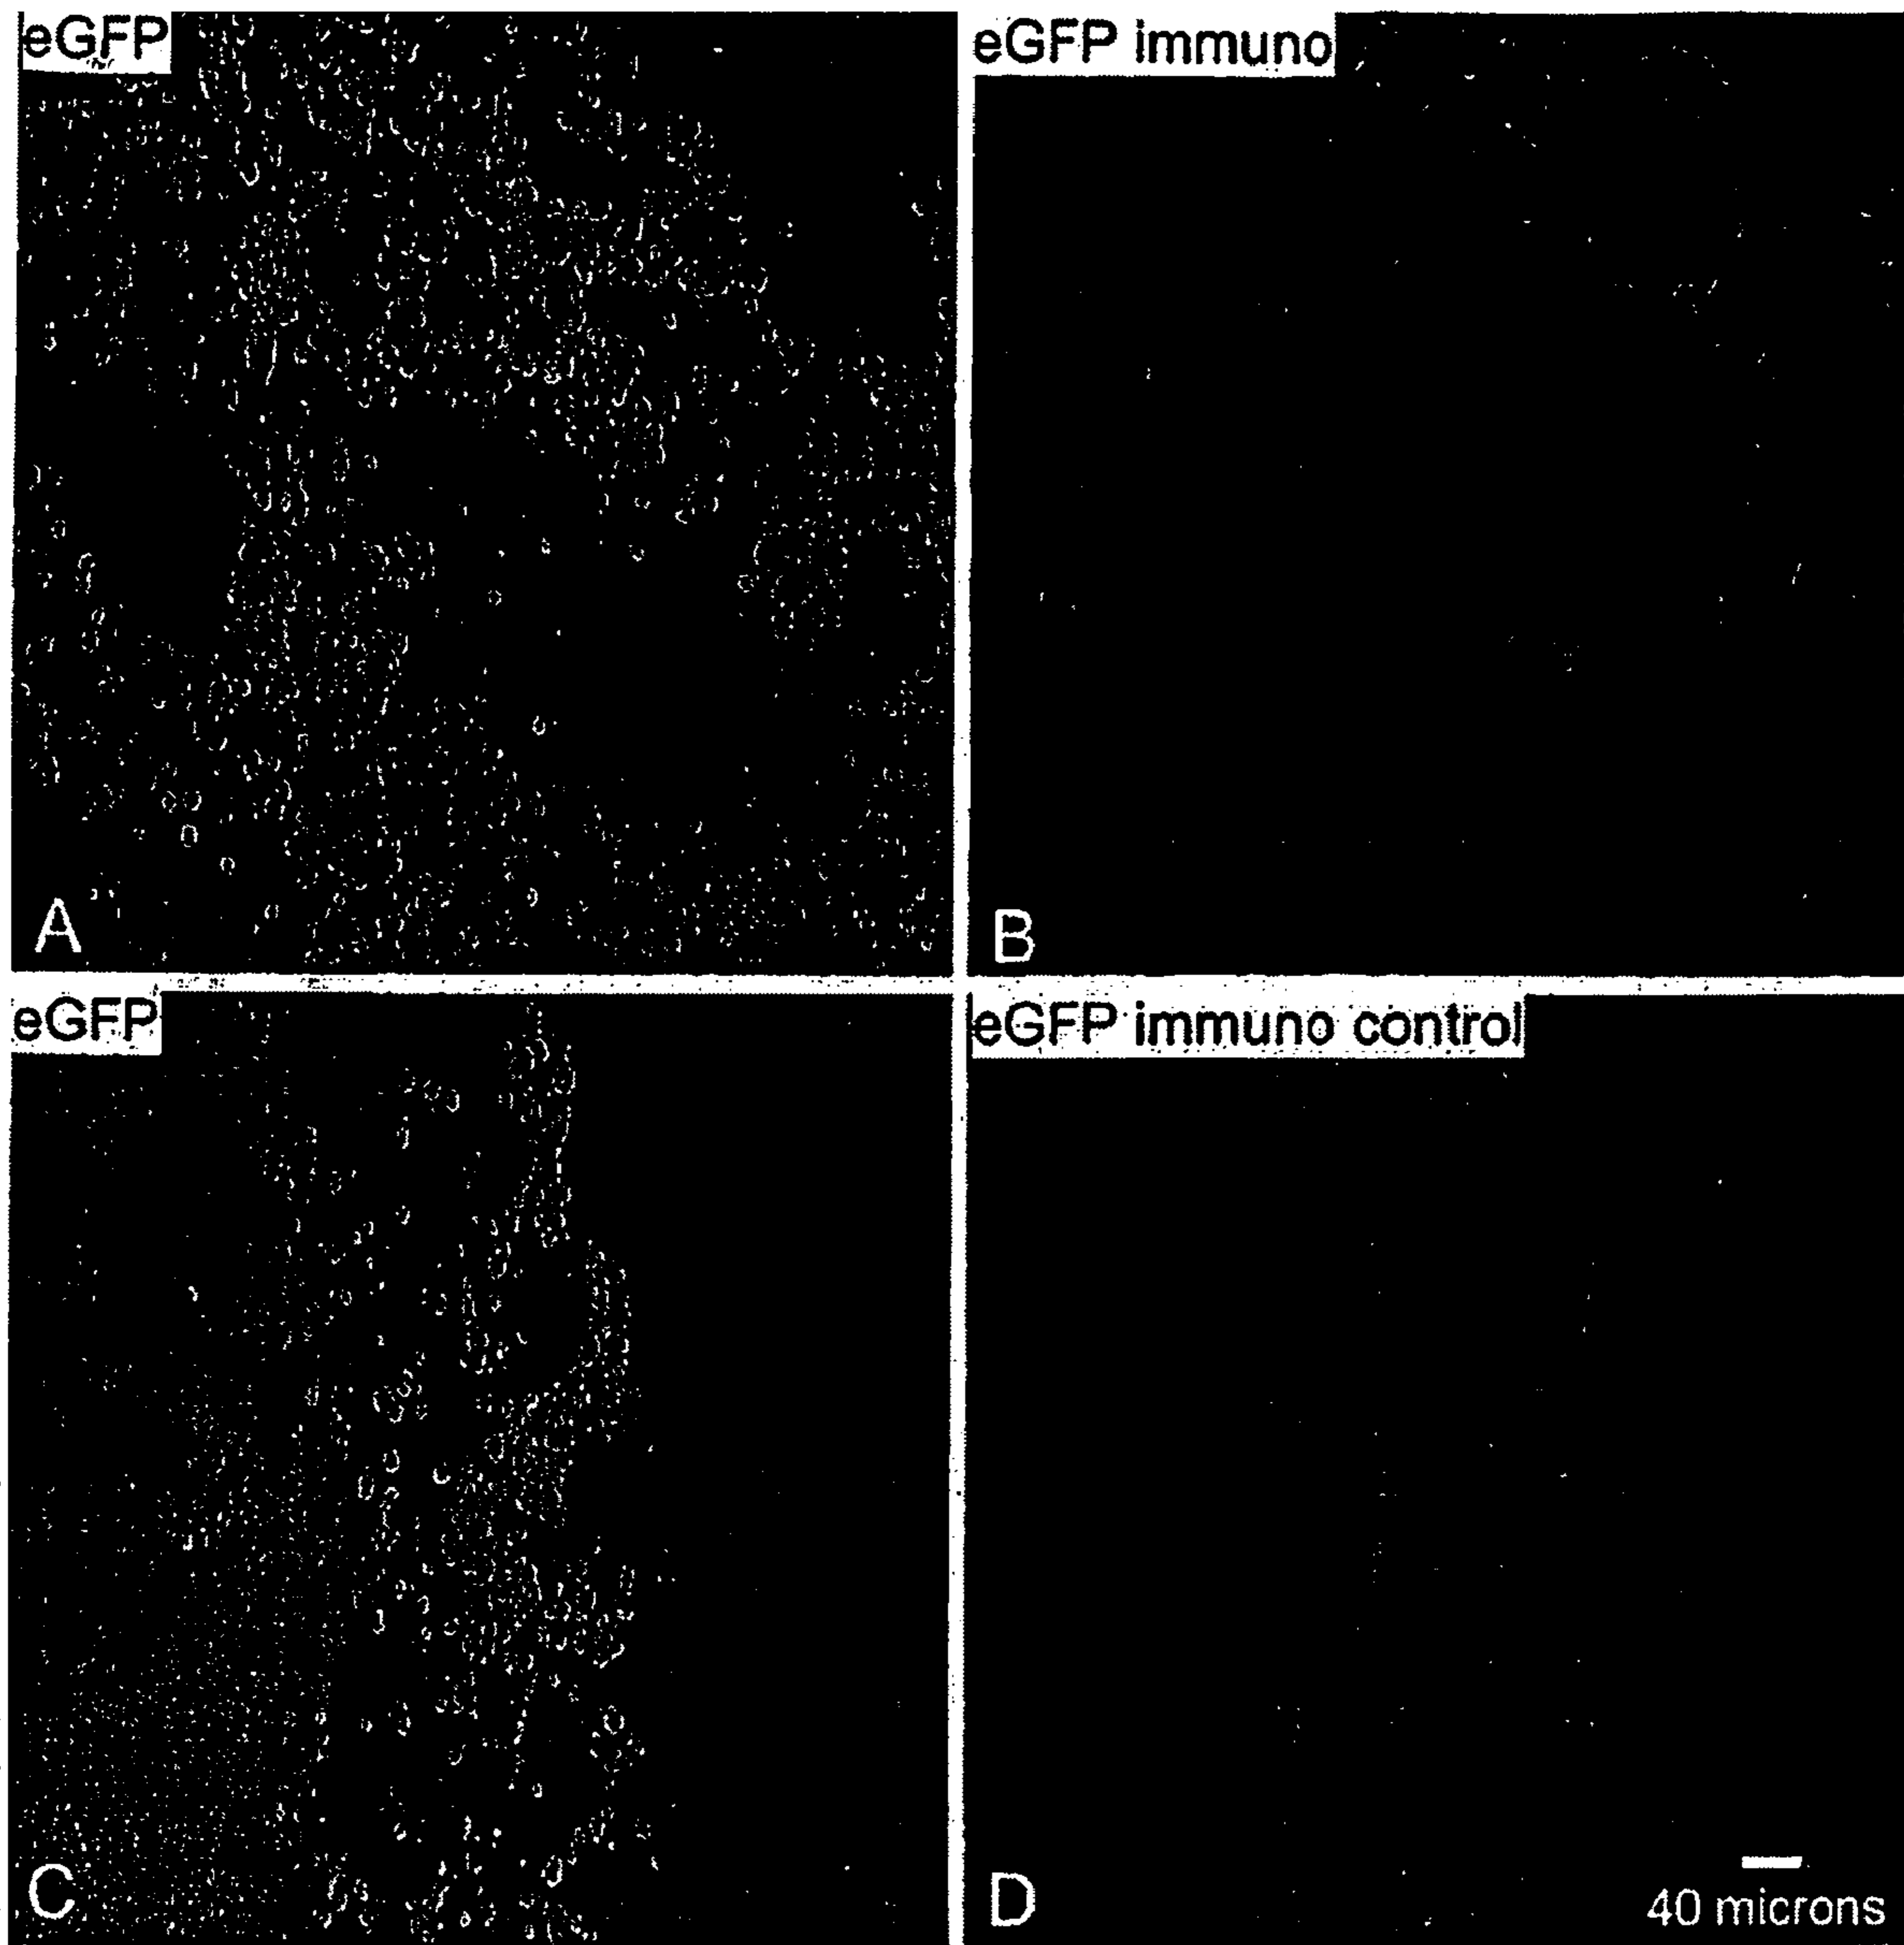 eGFP
eGFP immuno
A
B
eGFP
eGFP immuno control
C
D
40 microns